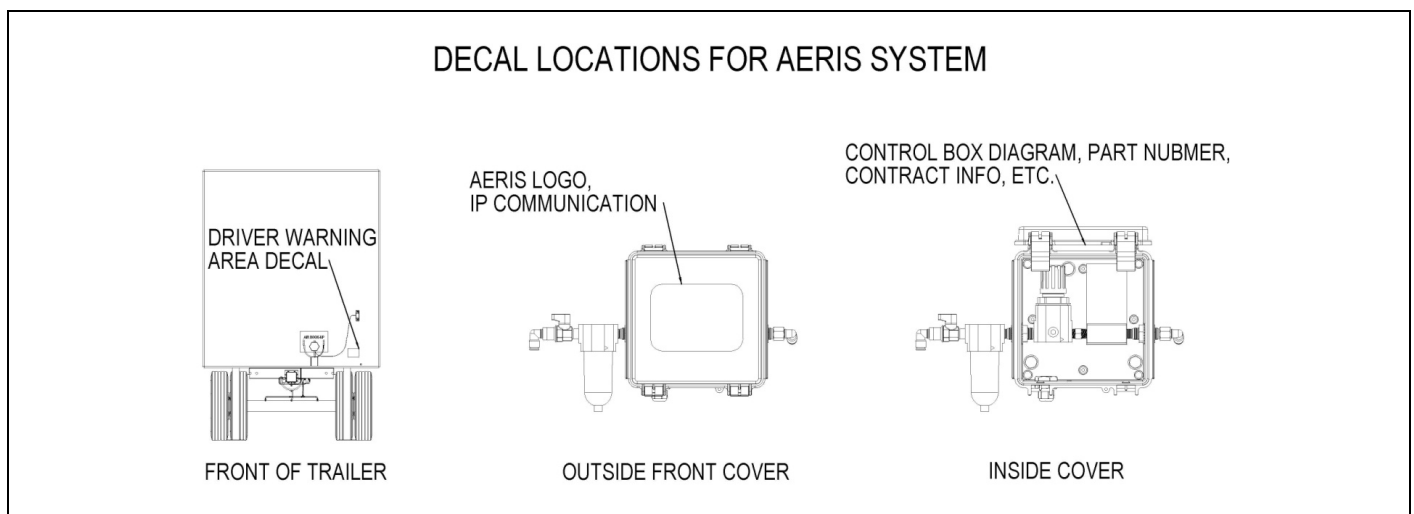 DECAL LOCATIONS FOR AERIS SYSTEM
DRIVER WARNING
AREA DECAL
FRONT OF TRAILER
AERIS LOGO,
IP COMMUNICATION
OUTSIDE FRONT COVER
CONTROL BOX DIAGRAM, PART NUBMER,
CONTRACT INFO, ETC.
INSIDE COVER